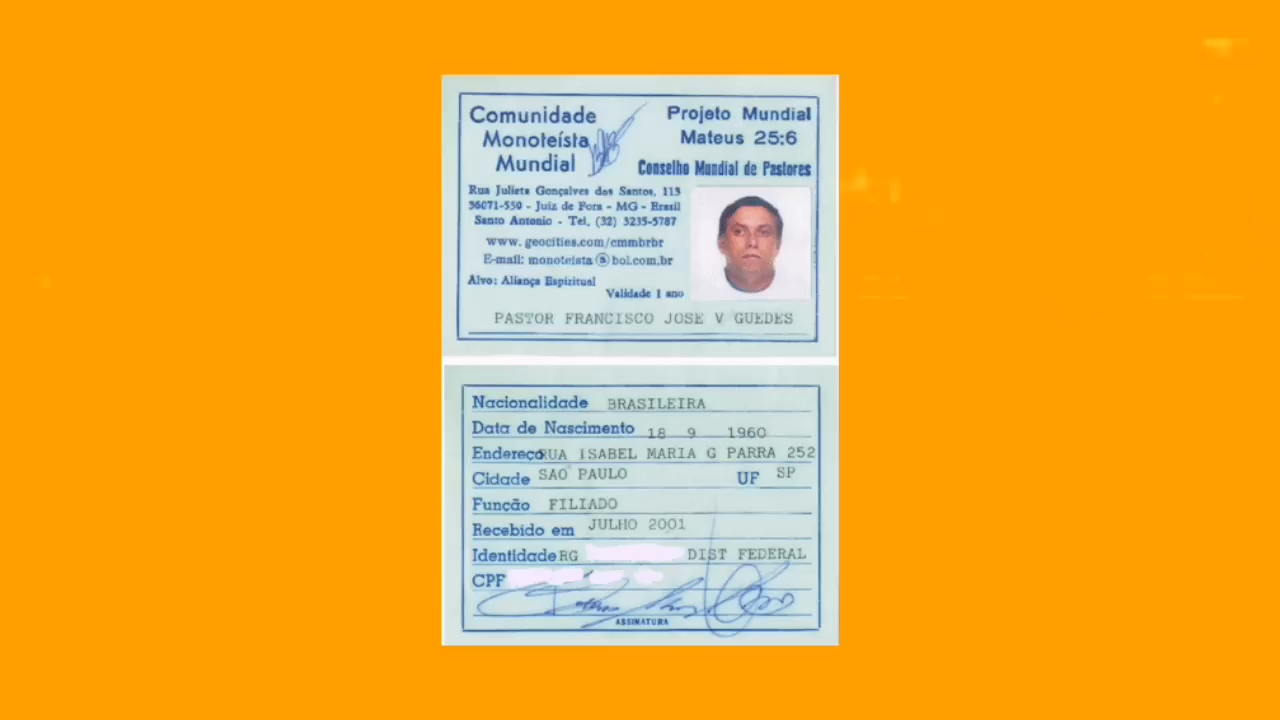 Comunidade
Monoteísta
Mundial
Projeto Mundial
Mateus 25:6
Conselho Mundial de Pastores
Rua Julieta Gonçalves dos Santos, 113
36071-550 - Juiz de Fora - MG - Brasil
Santo Antonio - Tel. (32) 3235-5787
www.geocities.com/cmmbrbr
E-mail: monoteista@bol.com.br
Alvo: Aliança Espiritual
Validade 1 ano
PASTOR FRANCISCO JOSE V GUEDES
Nacionalidade BRASILEIRA
Data de Nascimento 18 9 1960
Endereço RUA ISABEL MARIA G PARRA 252
Cidade SAO PAULO UF SP
Função FILIADO
Recebido em JULHO 2001
Identidade RG DIST FEDERAL
CPF
ASSINATURA